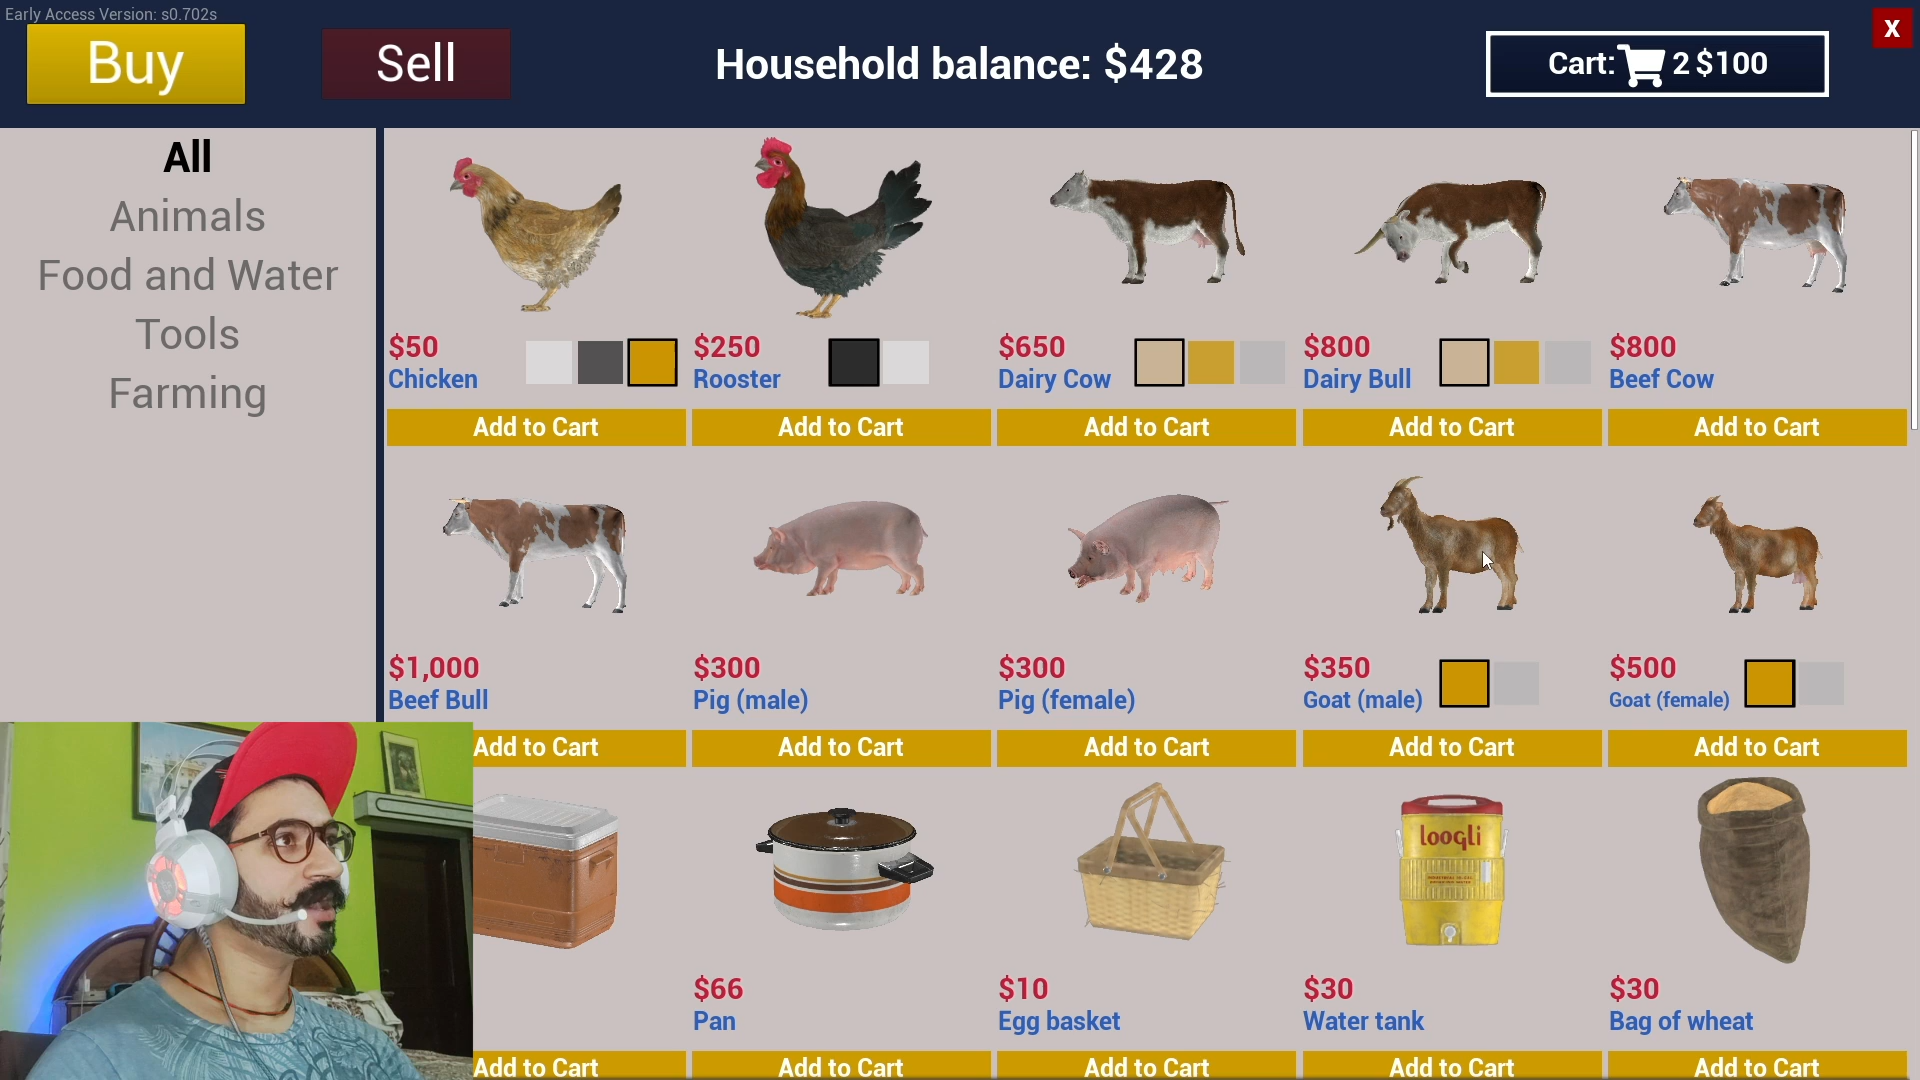 Early Access Version: s0.702s
Buy
Sell
Household balance: $428
Cart: 2 $100
X
All
Animals
Food and Water
Tools
Farming
$50
Chicken
Add to Cart
$250
Rooster
Add to Cart
$650
Dairy Cow
Add to Cart
$800
Dairy Bull
Add to Cart
$800
Beef Cow
Add to Cart
$1,000
Beef Bull
Add to Cart
$300
Pig (male)
Add to Cart
$300
Pig (female)
Add to Cart
$350
Goat (male)
Add to Cart
$500
Goat (female)
Add to Cart
Add to Cart
$66
Pan
Add to Cart
$10
Egg basket
Add to Cart
loogli
$30
Water tank
Add to Cart
$30
Bag of wheat
Add to Cart